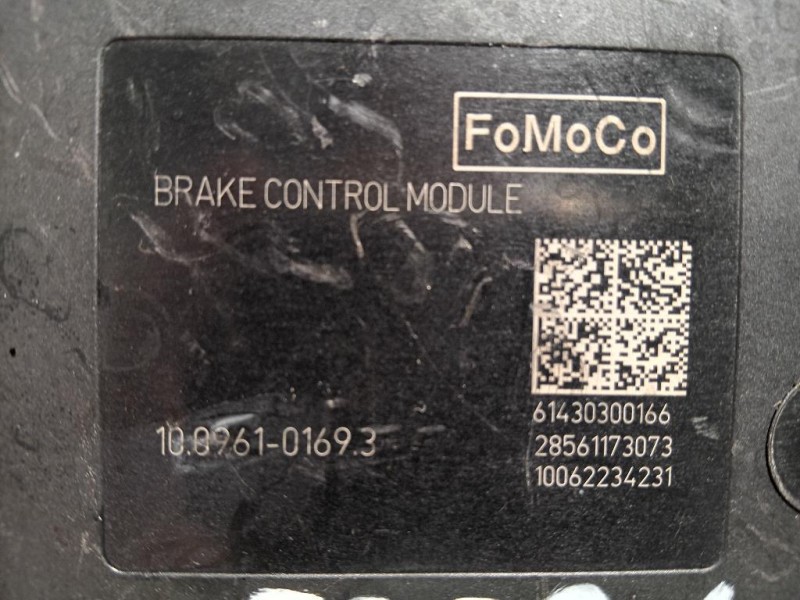 FoMoCo
BRAKE CONTROL MODULE
61430300166
10.0961-0169.3
28561173073
10062234231